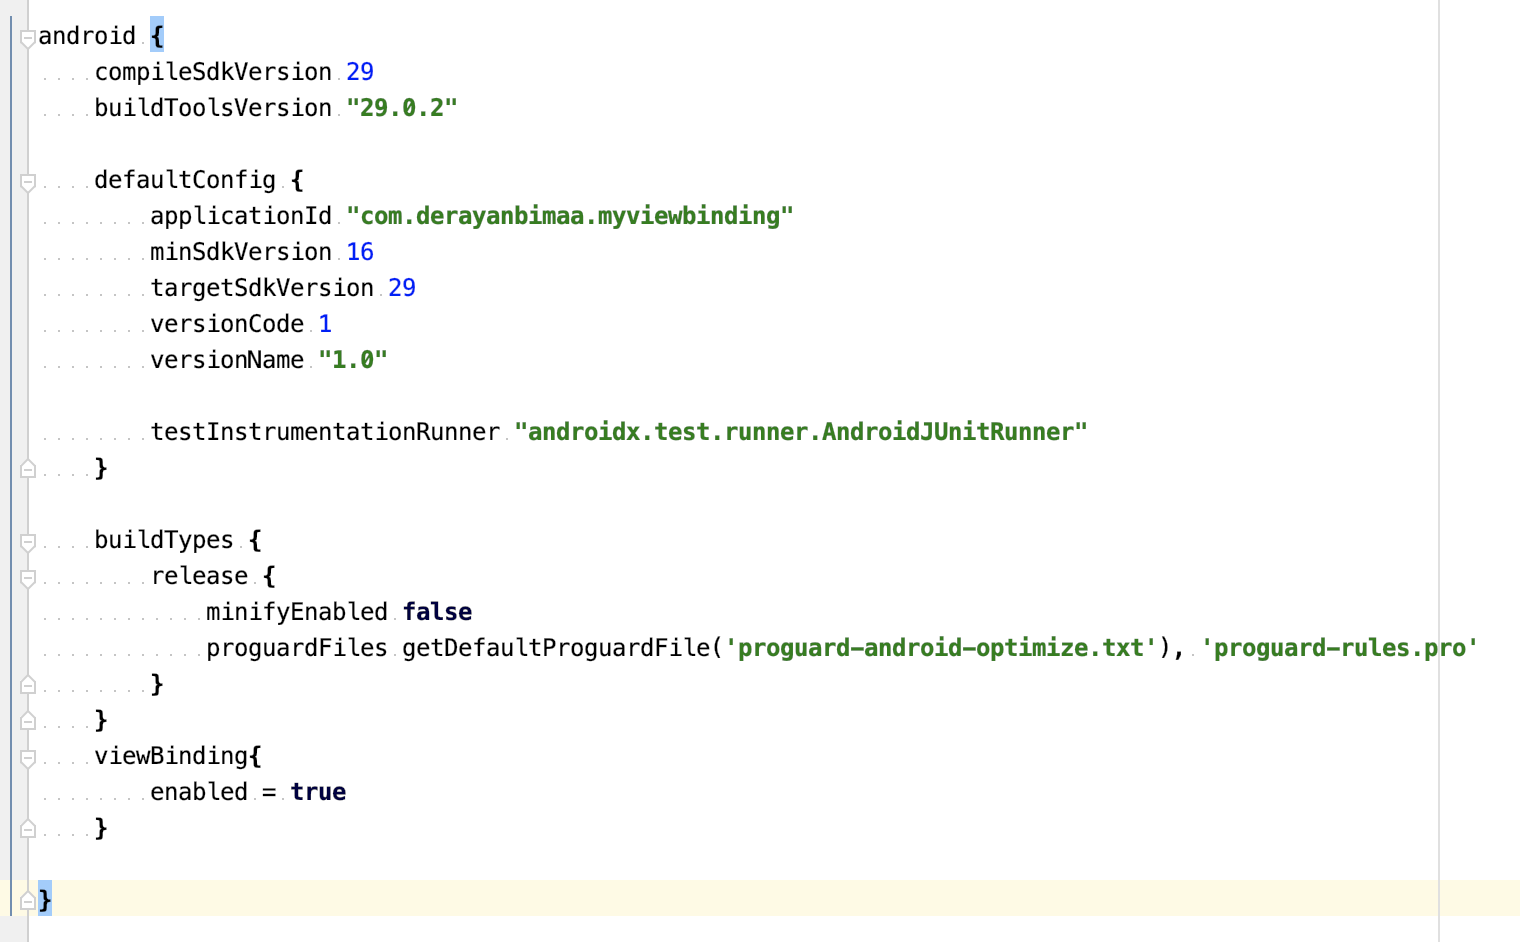 android {
    compileSdkVersion 29
    buildToolsVersion "29.0.2"

    defaultConfig {
        applicationId "com.derayanbimaa.myviewbinding"
        minSdkVersion 16
        targetSdkVersion 29
        versionCode 1
        versionName "1.0"

        testInstrumentationRunner "androidx.test.runner.AndroidJUnitRunner"
    }

    buildTypes {
        release {
            minifyEnabled false
            proguardFiles getDefaultProguardFile('proguard-android-optimize.txt'), 'proguard-rules.pro'
        }
    }
    viewBinding{
        enabled = true
    }

}